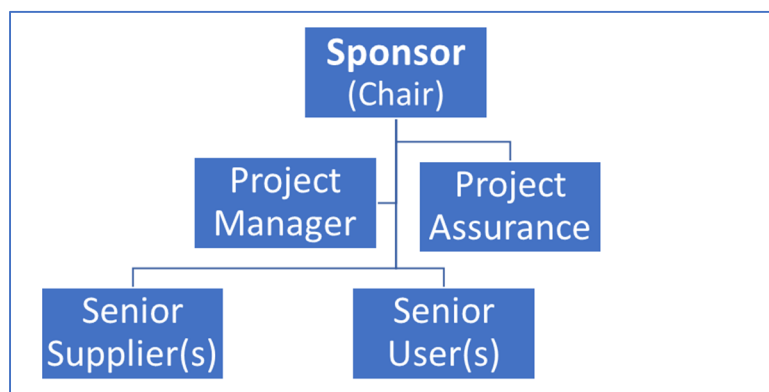 Sponsor
(Chair)
Project
Manager
Project
Assurance
Senior
Supplier(s)
Senior
User(s)